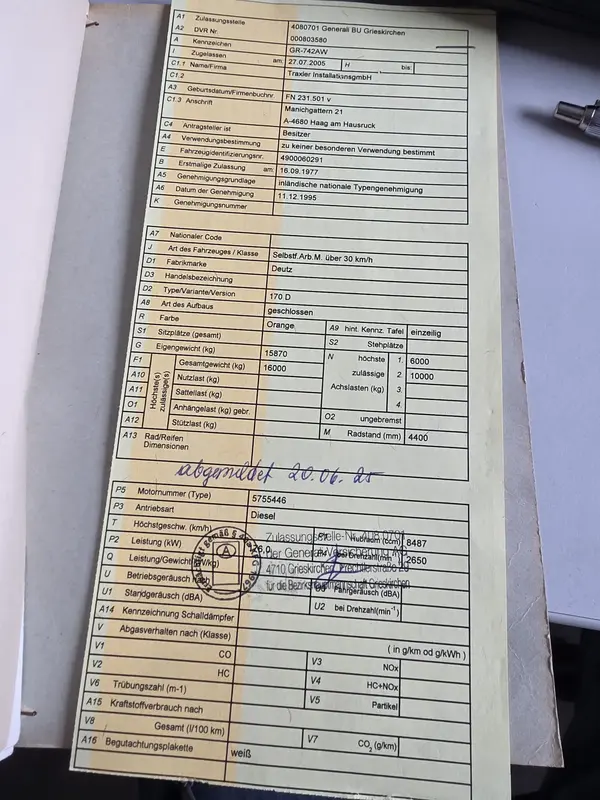 A1 Zulassungsstelle 4080701 Generali BU Grieskirchen
A2 DVR Nr. 000803580
A Kennzeichen GR-742AW
I Zugelassen am: 27.07.2005 H bis:
C1.1 Name/Firma Traxler InstallationsgmbH
C1.2
A3 Geburtsdatum/Firmenbuchnr. FN 231.501 v
C1.3 Anschrift Manichgattern 21
A-4680 Haag am Hausruck
C4 Antragsteller ist Besitzer
A4 Verwendungsbestimmung zu keiner besonderen Verwendung bestimmt
E Fahrzeugidentifizierungsnr. 4900060291
B Erstmalige Zulassung am: 16.09.1977
A5 Genehmigungsgrundlage inländische nationale Typengenehmigung
A6 Datum der Genehmigung 11.12.1995
K Genehmigungsnummer
A7 Nationaler Code
J Art des Fahrzeuges / Klasse Selbstf.Arb.M. über 30 km/h
D1 Fabrikmarke Deutz
D3 Handelsbezeichnung
D2 Type/Variante/Version 170 D
A8 Art des Aufbaus geschlossen
R Farbe Orange A9 hint. Kennz. Tafel einzeilig
S1 Sitzplätze (gesamt) S2 Stehplätze
G Eigengewicht (kg) 15870 N höchste zulässige Achslasten (kg) 1. 6000
F1 Höchste(s) zulässige(s) Gesamtgewicht (kg) 16000 2. 10000
A10 Nutzlast (kg) 3.
A11 Sattellast (kg) 4.
O1 Anhängelast (kg) gebr. O2 ungebremst
A12 Stützlast (kg) M Radstand (mm) 4400
A13 Rad/Reifen
Dimensionen
abgemeldet 20.06.25
P5 Motornummer (Type) 5755446
P3 Antriebsart Diesel
T Höchstgeschw. (km/h) Hubraum (ccm) 8487
P2 Leistung (kW) bei Drehzahl/min 2650
Zulassungsstelle-Nr. 408 0701
der Generali Versicherung AG
4710 Grieskirchen
für die Bezirkshauptmannschaft Grieskirchen
Q Leistung/Gewicht
U Betriebsgeräusch Fahrgeräusch (dBA)
U1 Standgeräusch (dBA) U2 bei Drehzahl(min-1)
A14 Kennzeichnung Schalldämpfer
V Abgasverhalten nach (Klasse) ( in g/km od g/kWh )
V1 CO V3 NOx
V2 HC V4 HC+NOx
V6 Trübungszahl (m-1) V5 Partikel
A15 Kraftstoffverbrauch nach
V8 Gesamt (l/100 km) V7 CO2 (g/km)
A16 Begutachtungsplakette weiß